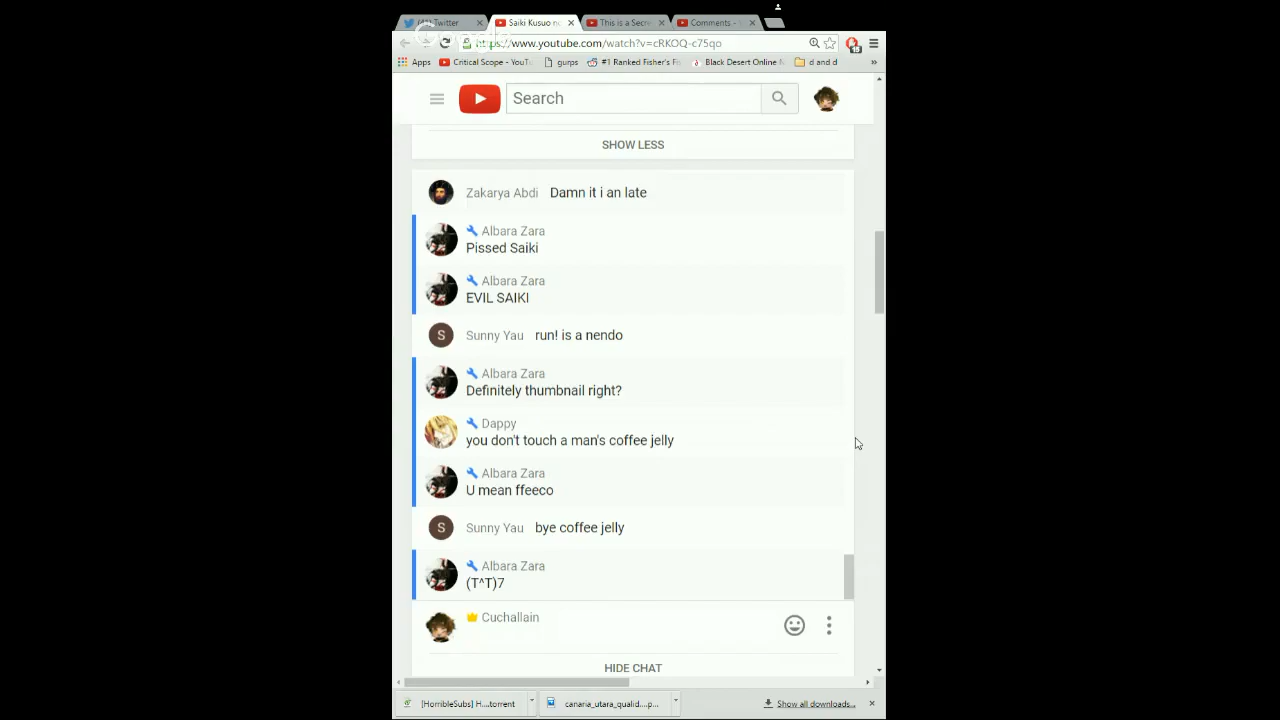 Twitter
Saiki Kusuo no
This is a Secre
Comments -
https://www.youtube.com/watch?v=cRKOQ-c75qo
Apps
Critical Scope - YouTu
gurps
#1 Ranked Fisher's Fi
Black Desert Online N
d and d
»
Search
SHOW LESS
Zakarya Abdi Damn it i an late
Albara Zara
Pissed Saiki
Albara Zara
EVIL SAIKI
S
Sunny Yau run! is a nendo
Albara Zara
Definitely thumbnail right?
Dappy
you don't touch a man's coffee jelly
Albara Zara
U mean ffeeco
S
Sunny Yau bye coffee jelly
Albara Zara
(T^T)7
Cuchallain
HIDE CHAT
[HorribleSubs] H....torrent
canaria_utara_qualid....p...
Show all downloads...